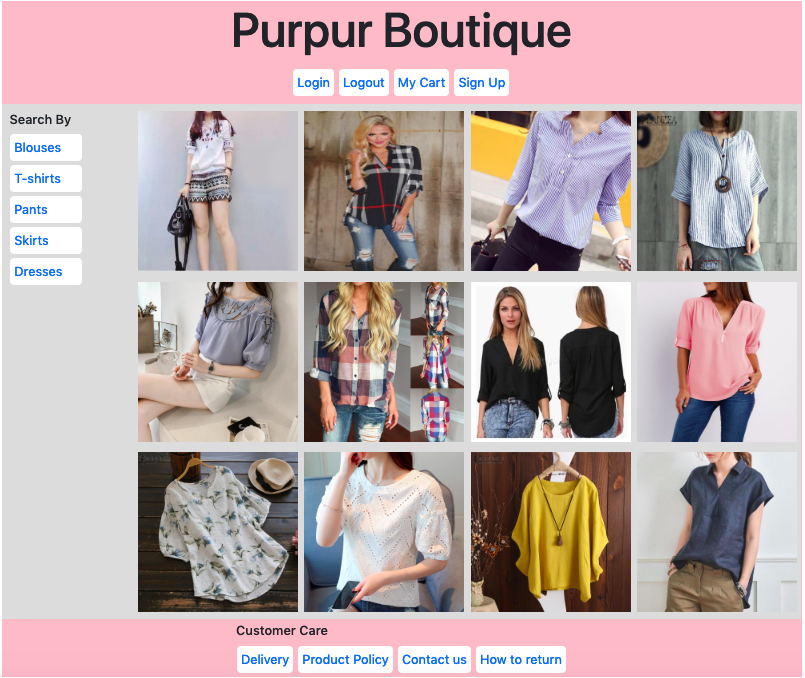 Purpur Boutique
Login Logout My Cart Sign Up
Search By
Blouses
T-shirts
Pants
Skirts
Dresses
Customer Care
Delivery Product Policy Contact us How to return